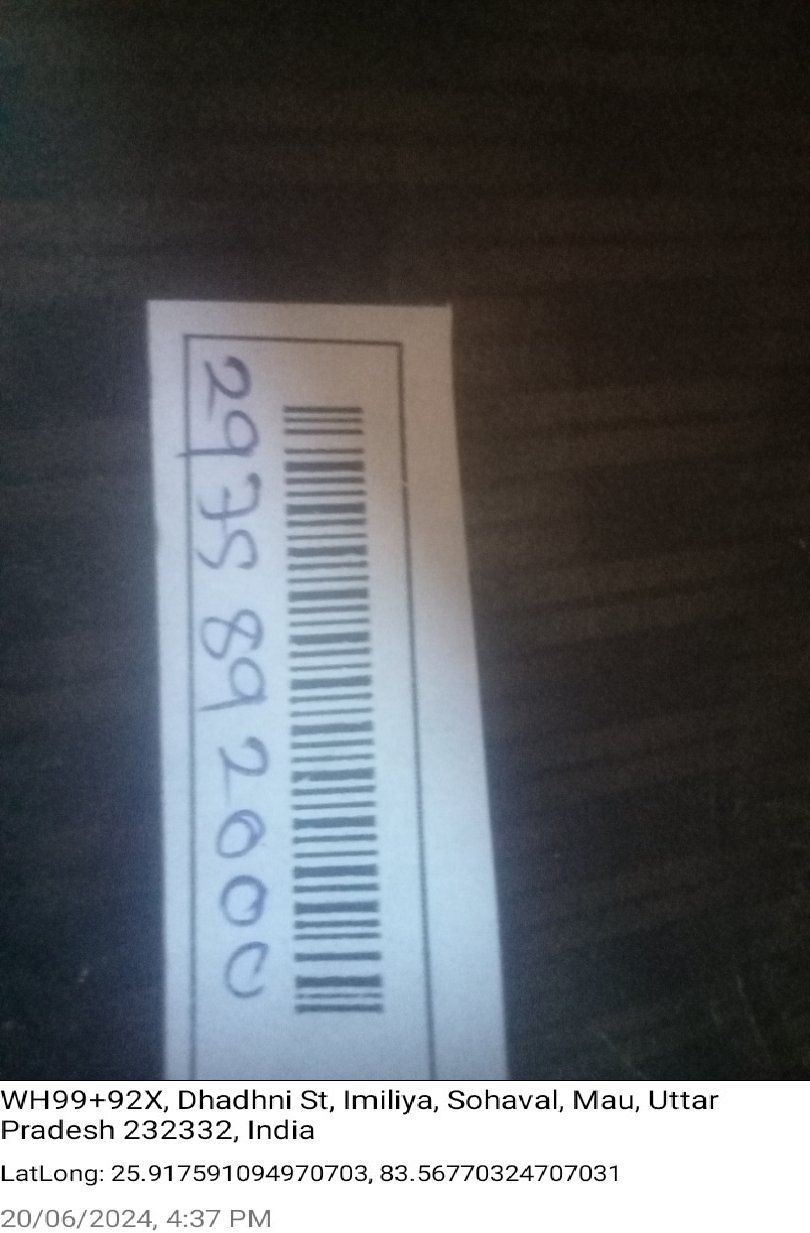 2975892000
WH99+92X, Dhadhni St, Imiliya, Sohaval, Mau, Uttar
Pradesh 232332, India
LatLong: 25.917591094970703, 83.56770324707031
20/06/2024, 4:37 PM